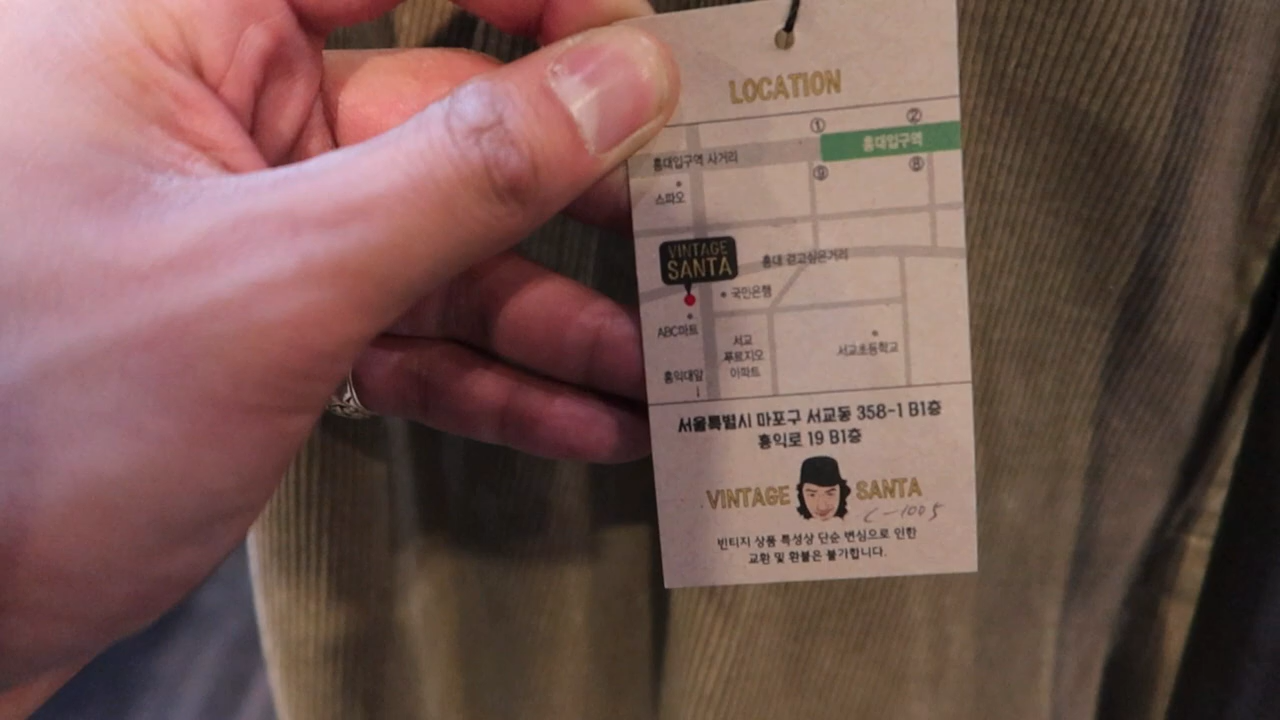 LOCATION
① ②
홍대입구역
홍대입구역 사거리
⑨ ⑧
스파오
VINTAGE
SANTA
홍대 걷고싶은거리
국민은행
ABC마트
서교
푸르지오
아파트
서교초등학교
홍익대앞
서울특별시 마포구 서교동 358-1 B1층
홍익로 19 B1층
VINTAGE SANTA
C-1005
빈티지 상품 특성상 단순 변심으로 인한
교환 및 환불은 불가합니다.